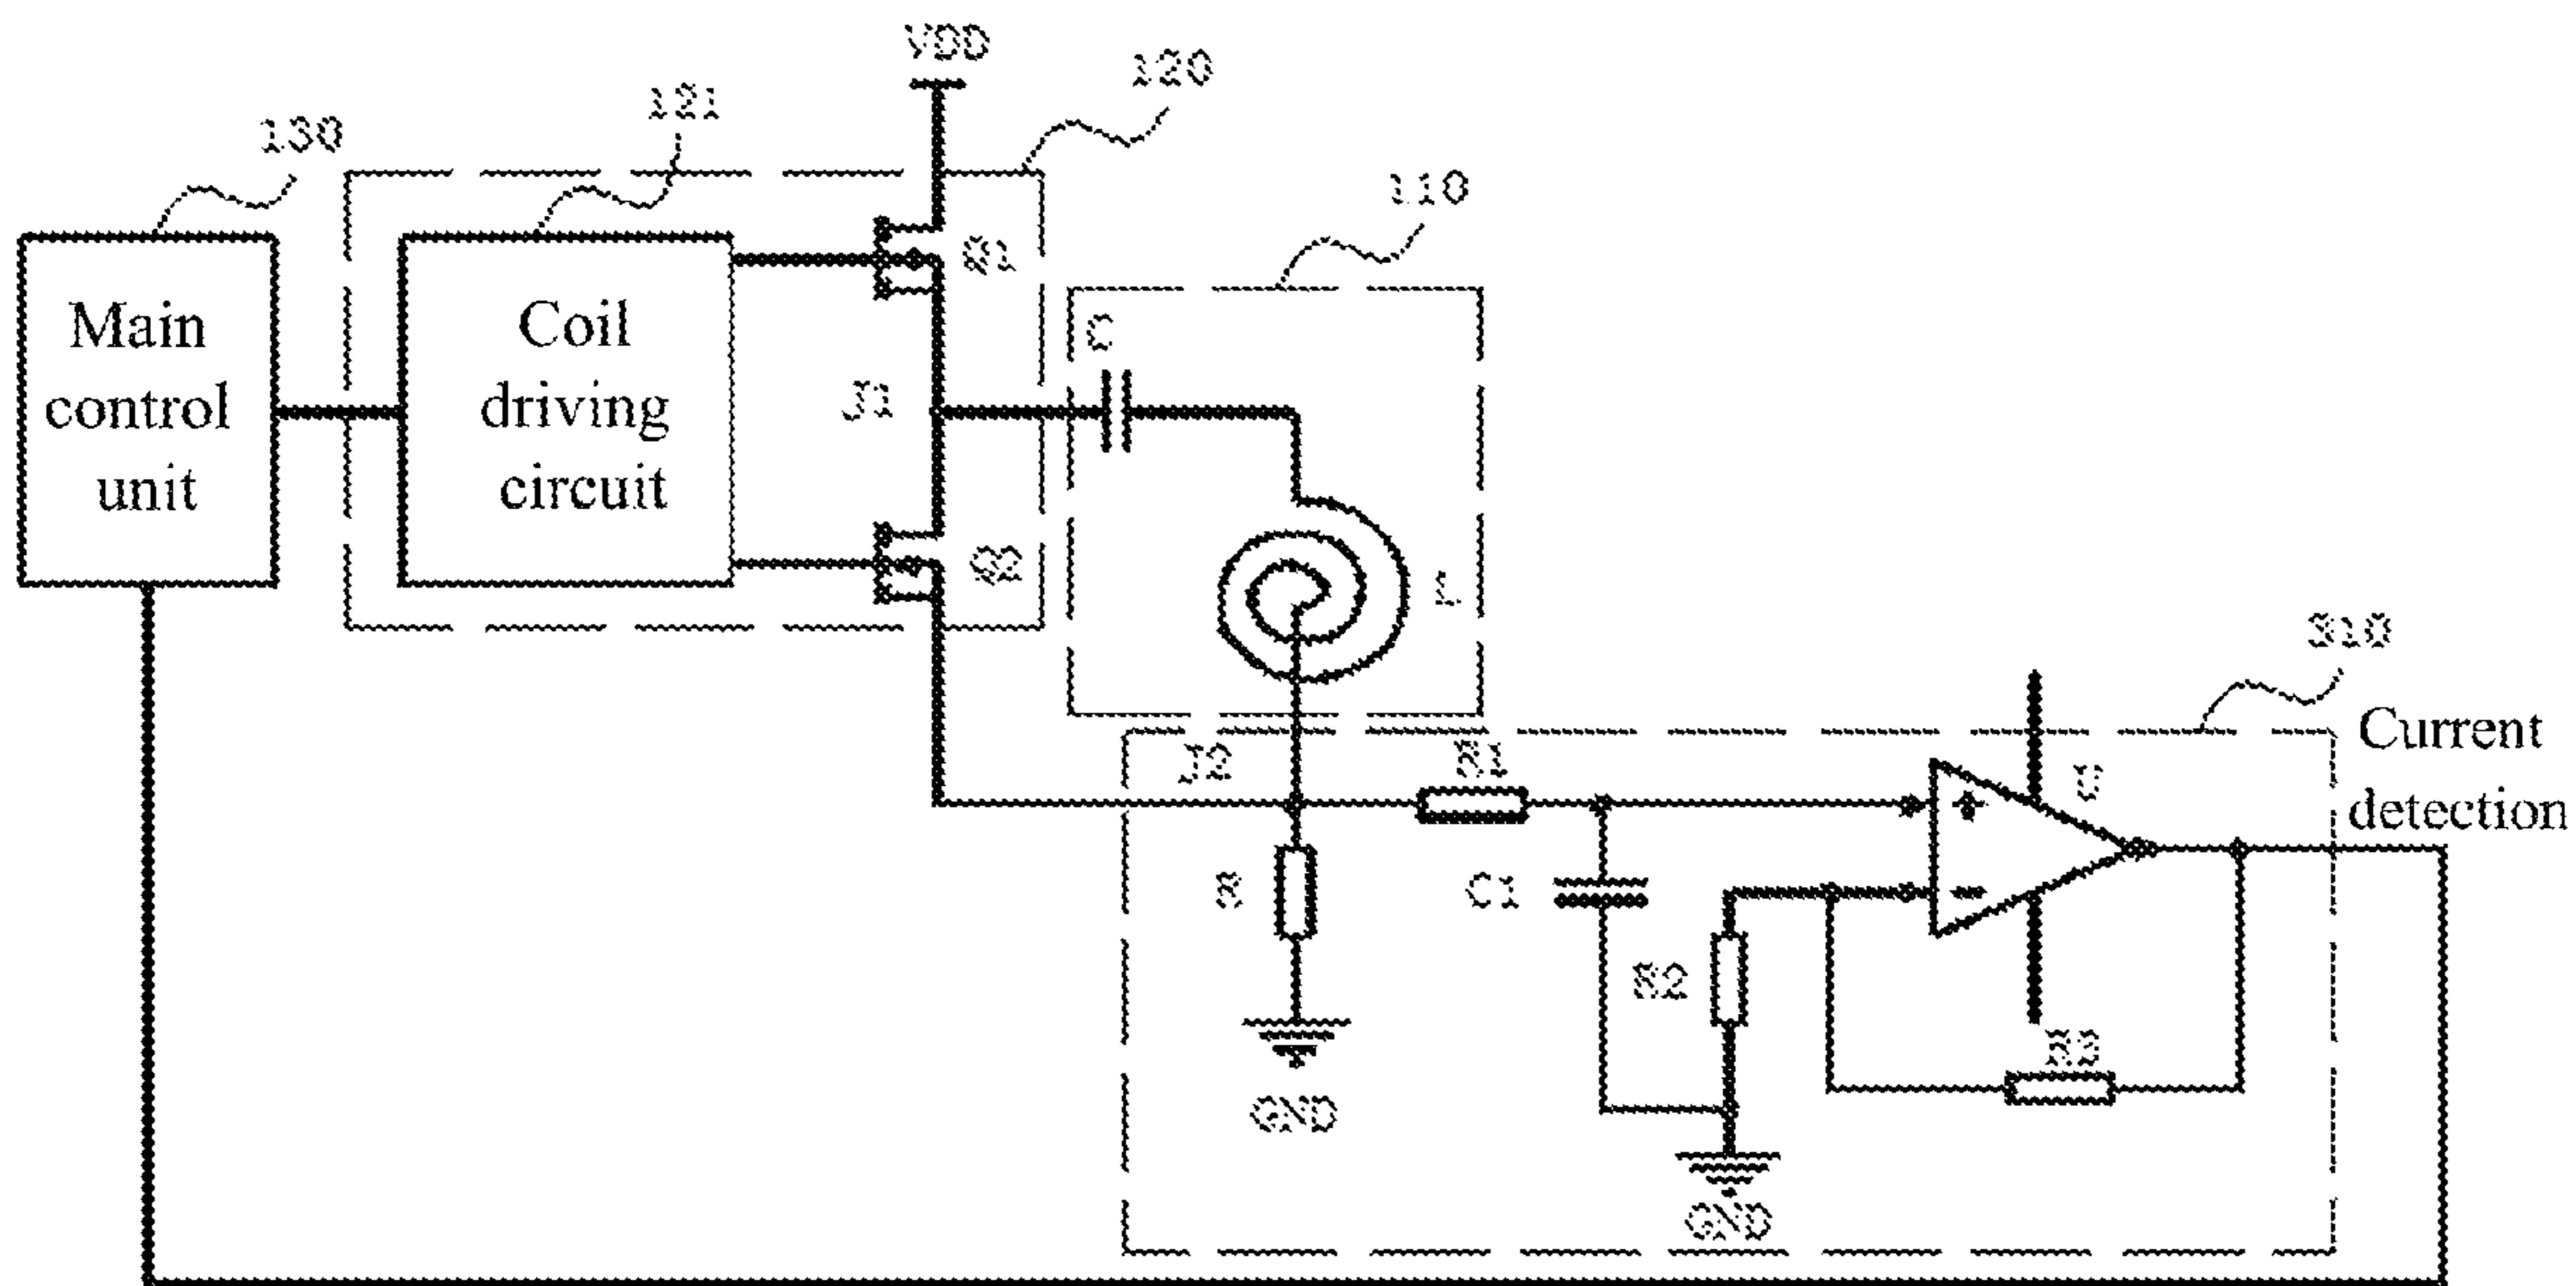 VDD
120
121
130
110
Q1
Main
control
unit
Coil
driving
circuit
C
J1
Q2
L
310
Current
detection
J2
R1
U
R
C1
R2
R3
GND
GND